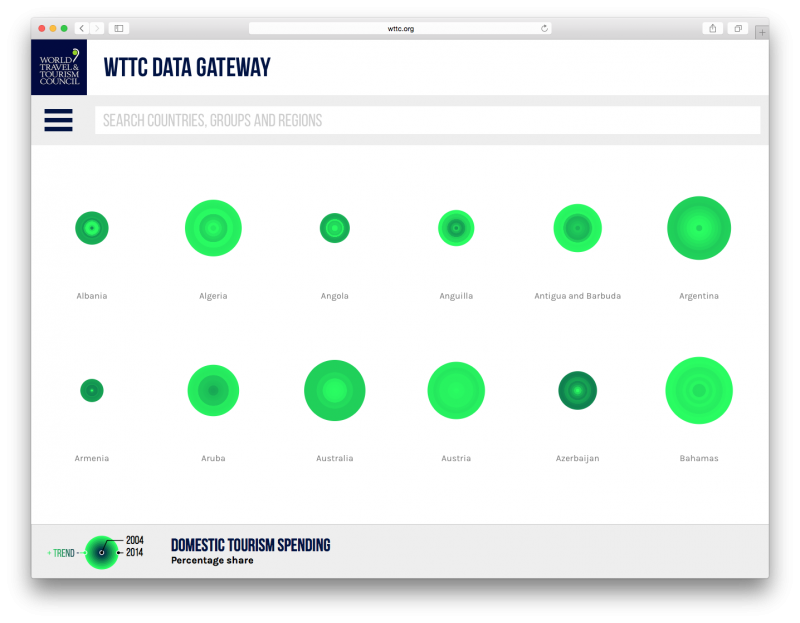 wttc.org
WORLD
TRAVEL &
TOURISM
COUNCIL
WTTC DATA GATEWAY
SEARCH COUNTRIES, GROUPS AND REGIONS
Albania
Algeria
Angola
Anguilla
Antigua and Barbuda
Argentina
Armenia
Aruba
Australia
Austria
Azerbaijan
Bahamas
+ TREND
2004
2014
DOMESTIC TOURISM SPENDING
Percentage share